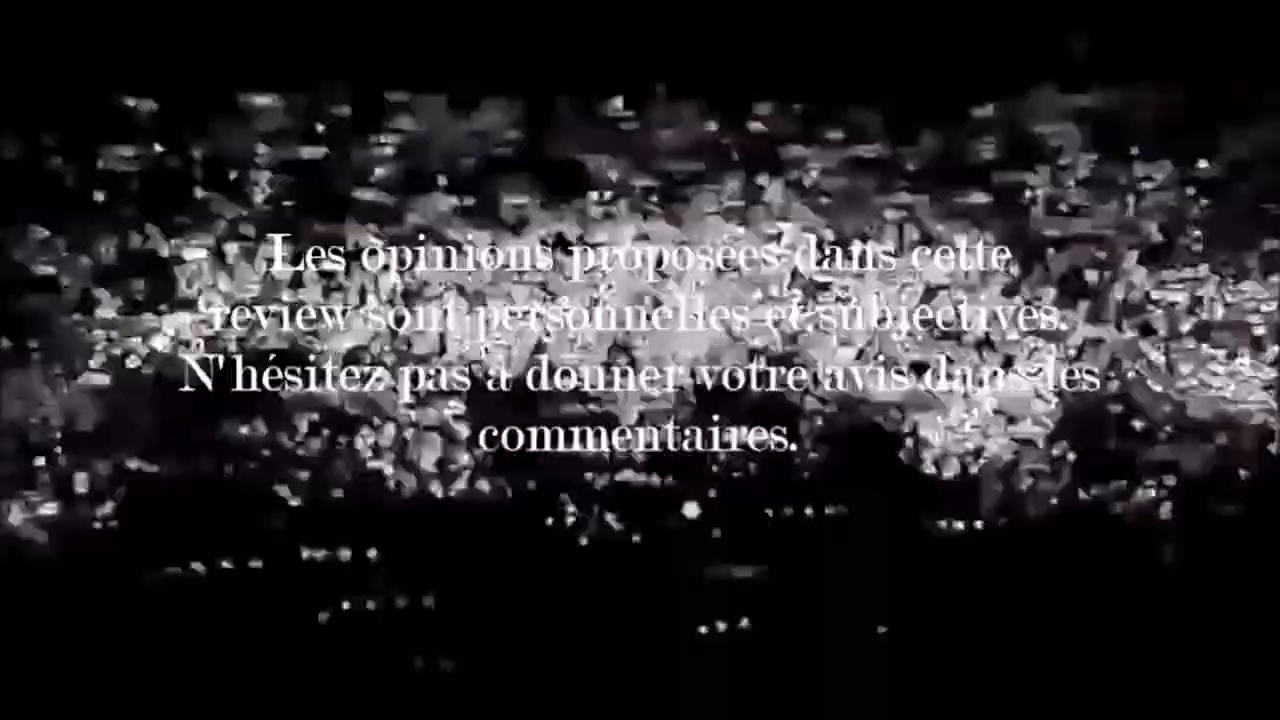 Les opinions proposées dans cette
review sont personnelles et subjectives.
N'hésitez pas à donner votre avis dans les
commentaires.